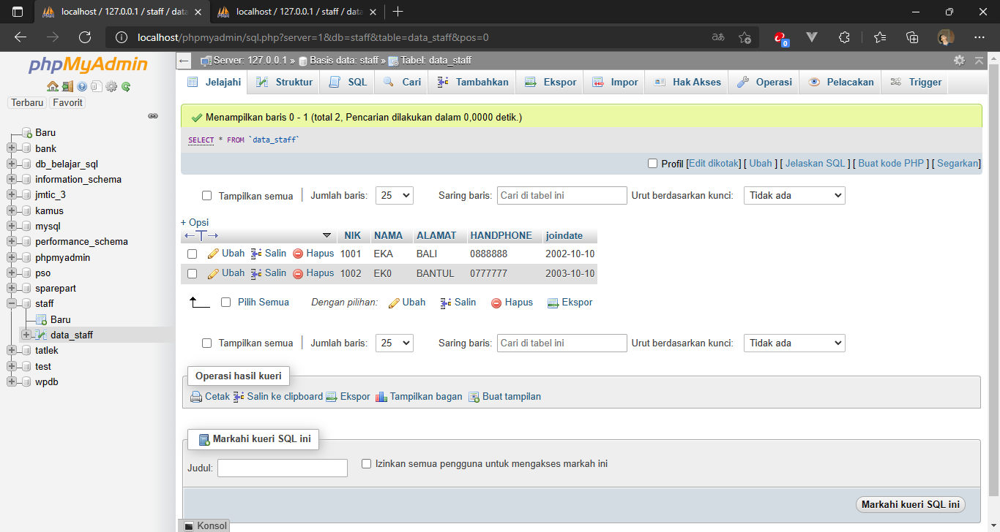 localhost / 127.0.0.1 / staff / data
localhost / 127.0.0.1 / staff / dat
localhost/phpmyadmin/sql.php?server=1&db=staff&table=data_staff&pos=0
phpMyAdmin
Terbaru Favorit
Baru
bank
db_belajar_sql
information_schema
jmtic_3
kamus
mysql
performance_schema
phpmyadmin
pso
sparepart
staff
Baru
data_staff
tatlek
test
wpdb
Server: 127.0.0.1 » Basis data: staff » Tabel: data_staff
Jelajahi Struktur SQL Cari Tambahkan Ekspor Impor Hak Akses Operasi Pelacakan Trigger
Menampilkan baris 0 - 1 (total 2, Pencarian dilakukan dalam 0,0000 detik.)
SELECT * FROM `data_staff`
Profil [Edit dikotak] [ Ubah ] [ Jelaskan SQL ] [ Buat kode PHP ] [ Segarkan]
Tampilkan semua Jumlah baris: 25 Saring baris: Cari di tabel ini Urut berdasarkan kunci: Tidak ada
+ Opsi
←T→ NIK NAMA ALAMAT HANDPHONE joindate
Ubah Salin Hapus 1001 EKA BALI 0888888 2002-10-10
Ubah Salin Hapus 1002 EK0 BANTUL 0777777 2003-10-10
Pilih Semua Dengan pilihan: Ubah Salin Hapus Ekspor
Tampilkan semua Jumlah baris: 25 Saring baris: Cari di tabel ini Urut berdasarkan kunci: Tidak ada
Operasi hasil kueri
Cetak Salin ke clipboard Ekspor Tampilkan bagan Buat tampilan
Markahi kueri SQL ini
Judul: Izinkan semua pengguna untuk mengakses markah ini
Markahi kueri SQL ini
Konsol